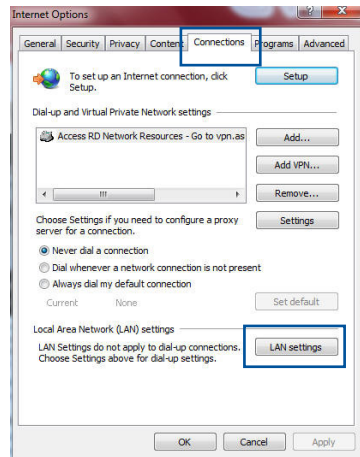 Internet Options
General Security Privacy Content Connections Programs Advanced
To set up an Internet connection, click
Setup.
Setup
Dial-up and Virtual Private Network settings
Access RD Network Resources - Go to vpn.as
Add...
Add VPN...
Remove...
Choose Settings if you need to configure a proxy
server for a connection.
Settings
Never dial a connection
Dial whenever a network connection is not present
Always dial my default connection
Current None
Set default
Local Area Network (LAN) settings
LAN Settings do not apply to dial-up connections.
Choose Settings above for dial-up settings.
LAN settings
OK Cancel Apply